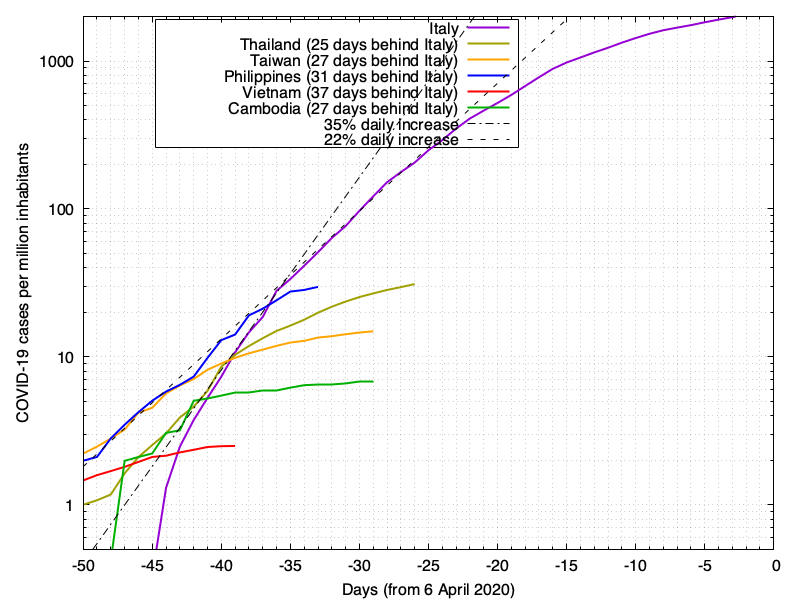 Italy
Thailand (25 days behind Italy)
Taiwan (27 days behind Italy)
Philippines (31 days behind Italy)
Vietnam (37 days behind Italy)
Cambodia (27 days behind Italy)
35% daily increase
22% daily increase
1000
100
10
1
COVID-19 cases per million inhabitants
-50 -45 -40 -35 -30 -25 -20 -15 -10 -5 0
Days (from 6 April 2020)